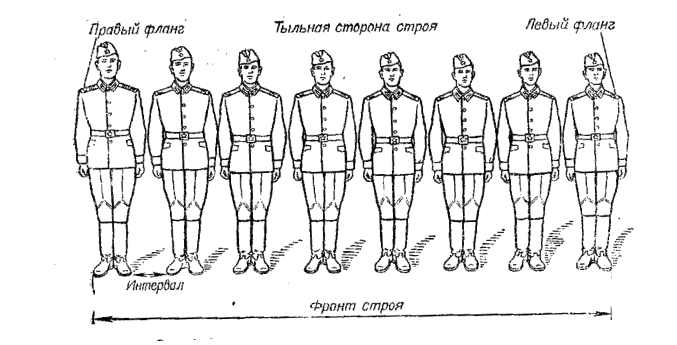 Правый фланг
Тыльная сторона строя
Левый фланг
Интервал
Фронт строя